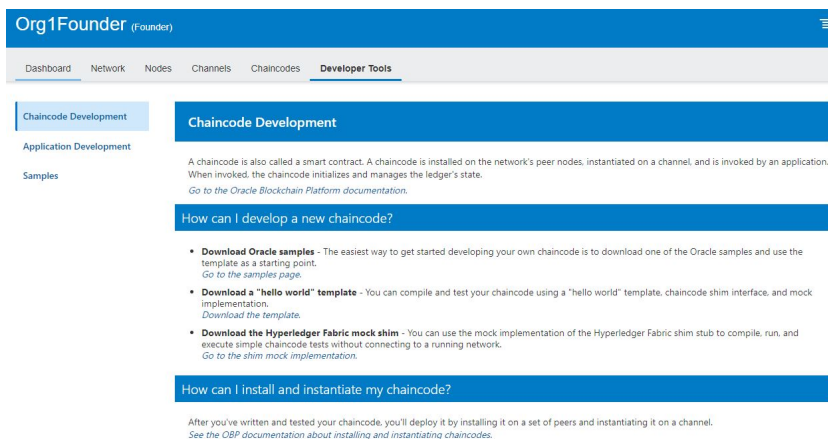 Org1Founder (Founder)
Dashboard Network Nodes Channels Chaincodes Developer Tools
Chaincode Development
Application Development
Samples
Chaincode Development
A chaincode is also called a smart contract. A chaincode is installed on the network's peer nodes, instantiated on a channel, and is invoked by an application.
When invoked, the chaincode initializes and manages the ledger's state.
Go to the Oracle Blockchain Platform documentation.
How can I develop a new chaincode?
• Download Oracle samples - The easiest way to get started developing your own chaincode is to download one of the Oracle samples and use the
template as a starting point.
Go to the samples page.
• Download a "hello world" template - You can compile and test your chaincode using a "hello world" template, chaincode shim interface, and mock
implementation.
Download the template.
• Download the Hyperledger Fabric mock shim - You can use the mock implementation of the Hyperledger Fabric shim stub to compile, run, and
execute simple chaincode tests without connecting to a running network.
Go to the shim mock implementation.
How can I install and instantiate my chaincode?
After you've written and tested your chaincode, you'll deploy it by installing it on a set of peers and instantiating it on a channel.
See the OBP documentation about installing and instantiating chaincodes.